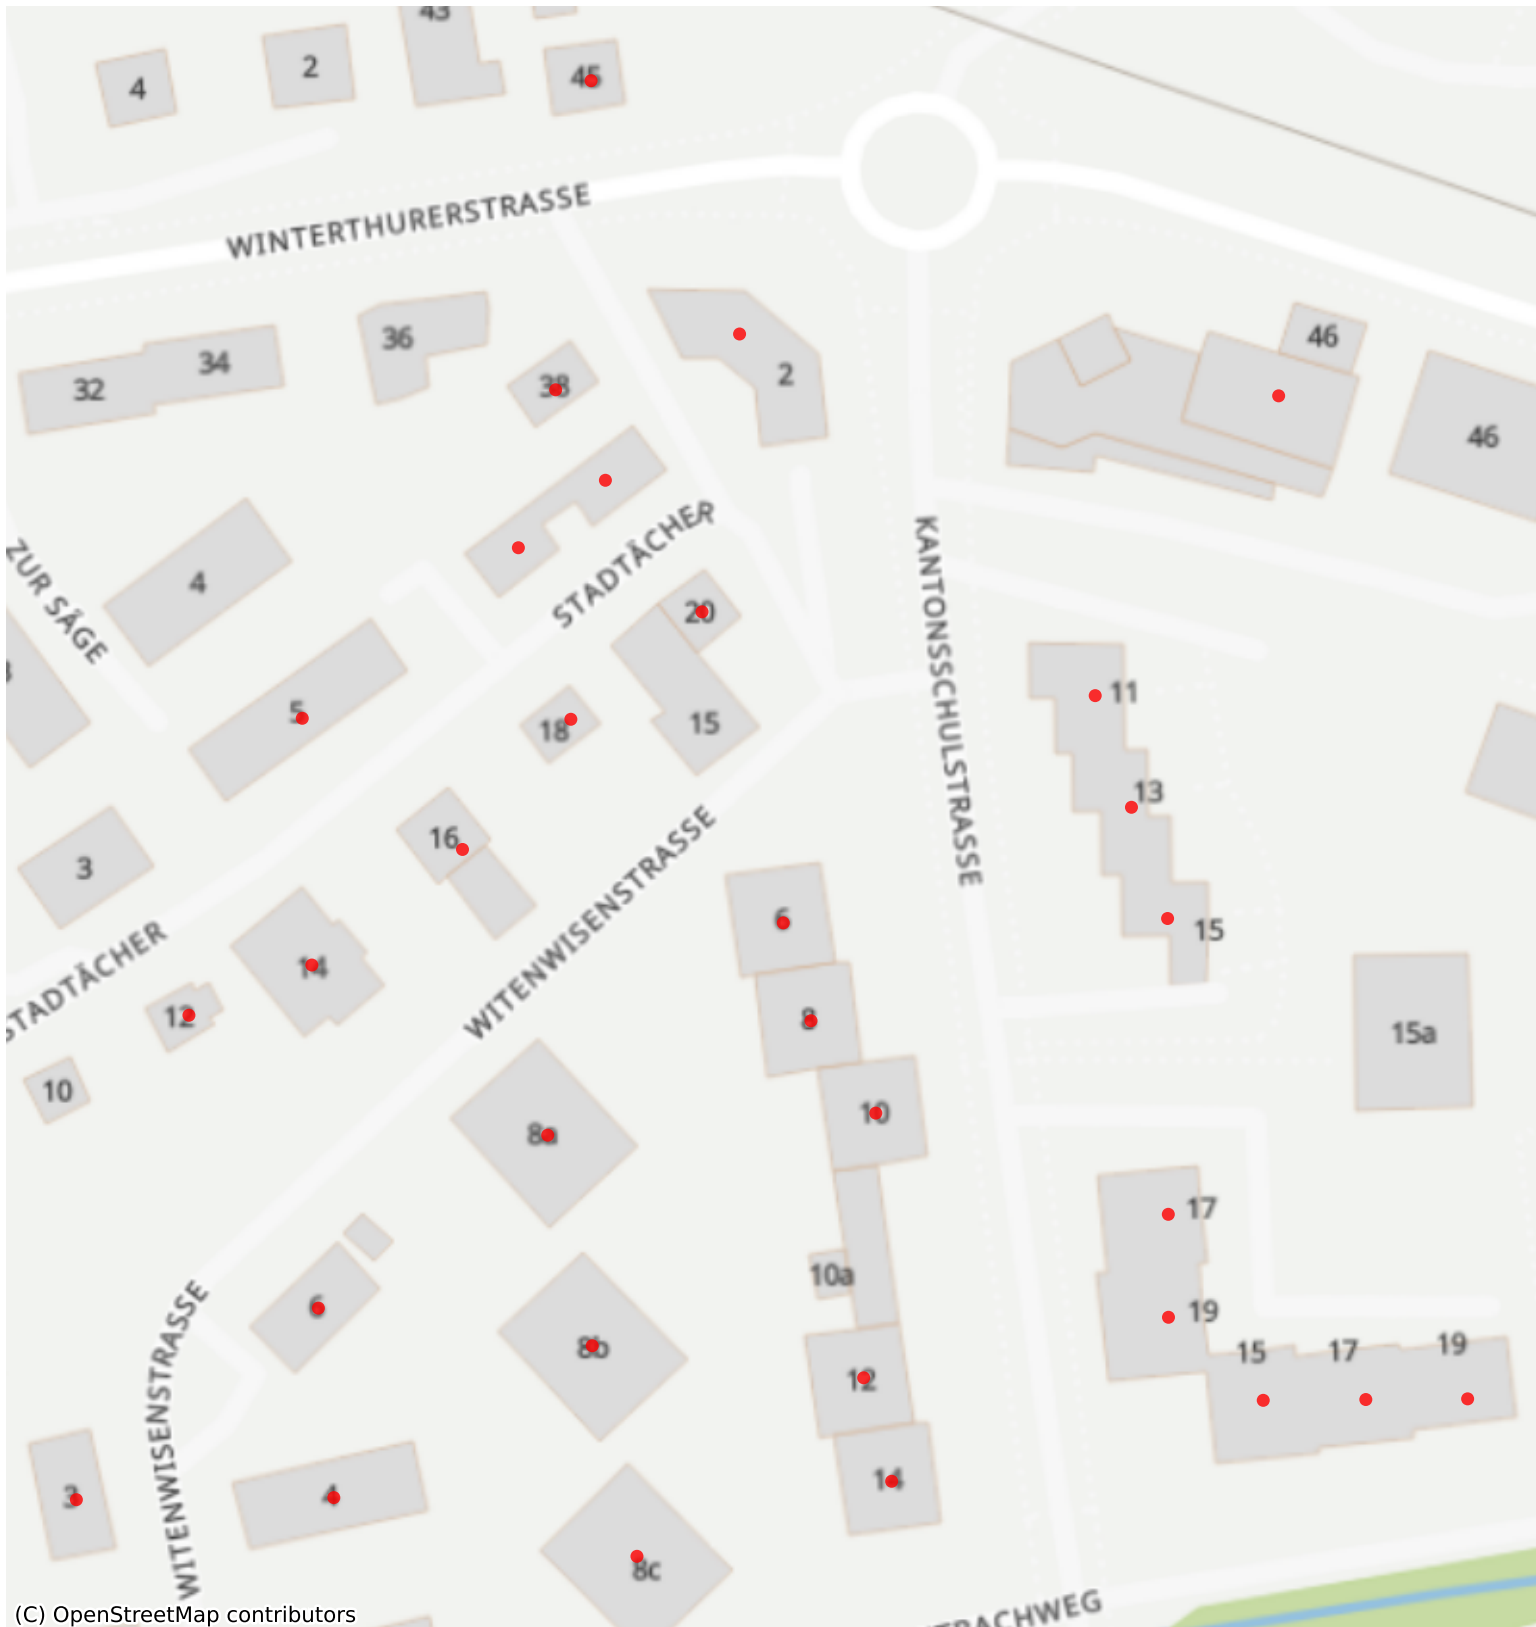 43
4
2
45
WINTERTHURERSTRASSE
36
46
34
32
38
2
46
STADTÄCHER
ZUR SÄGE
4
20
KANTONSSCHULSTRASSE
5
18
15
11
13
16
3
WITENWISENSTRASSE
6
15
STADTÄCHER
14
12
8
15a
10
10
8a
17
10a
6
19
WITENWISENSTRASSE
8b
15
17
19
12
3
4
14
8c
(C) OpenStreetMap contributors